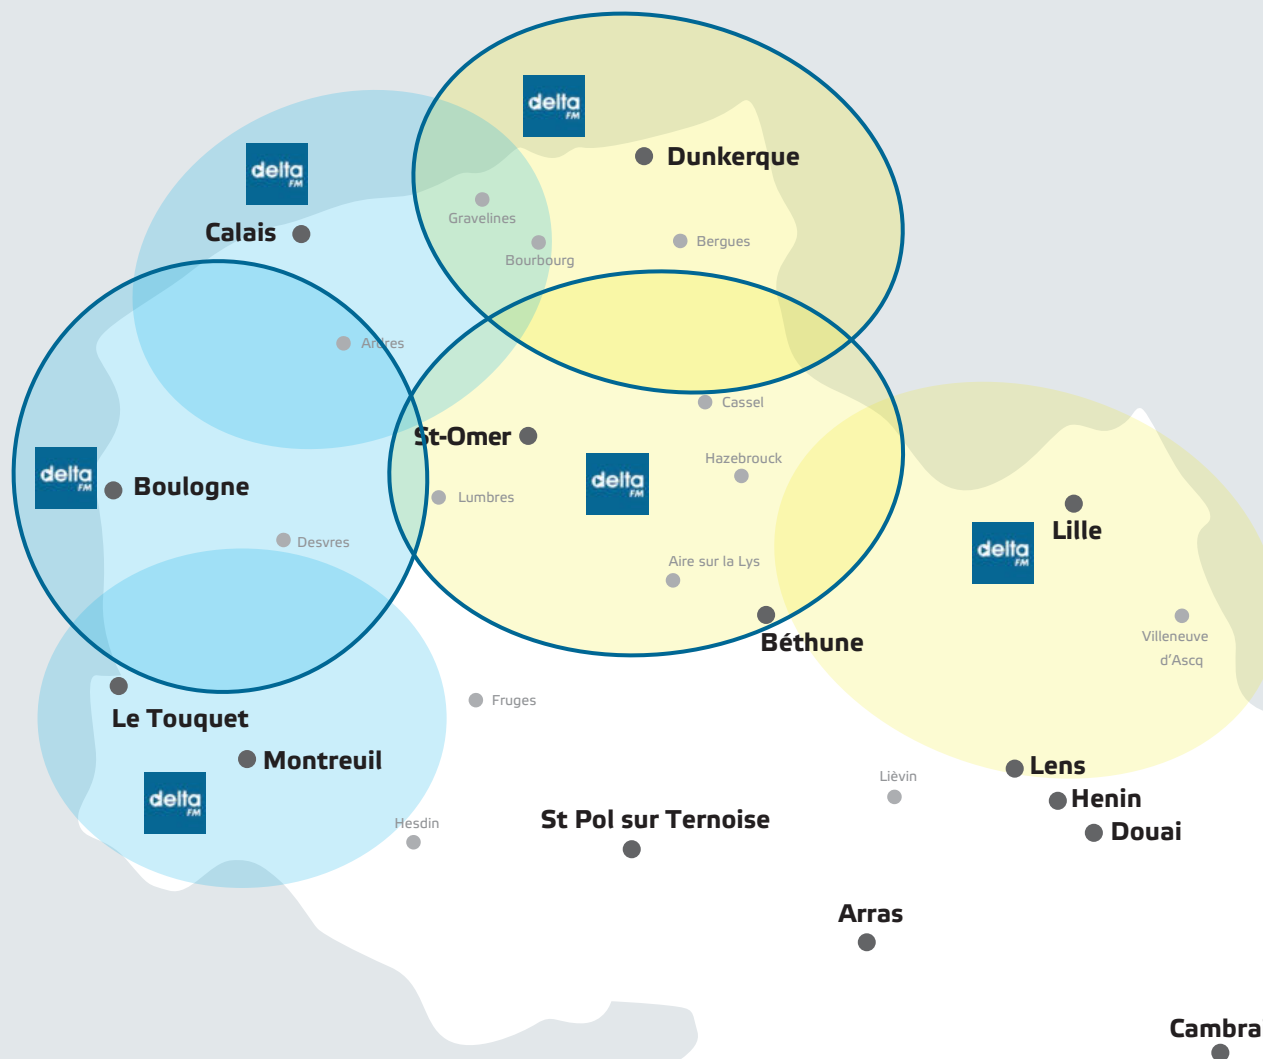 delta
FM
Dunkerque
delta
FM
Gravelines
Calais
Bergues
Bourbourg
Ardres
Cassel
St-Omer
Hazebrouck
delta
FM
Boulogne
delta
FM
Lumbres
Lille
Desvres
delta
FM
Aire sur la Lys
Villeneuve
d'Ascq
Béthune
Fruges
Le Touquet
Montreuil
Lens
Lièvin
delta
FM
Henin
Hesdin
St Pol sur Ternoise
Douai
Arras
Cambrai